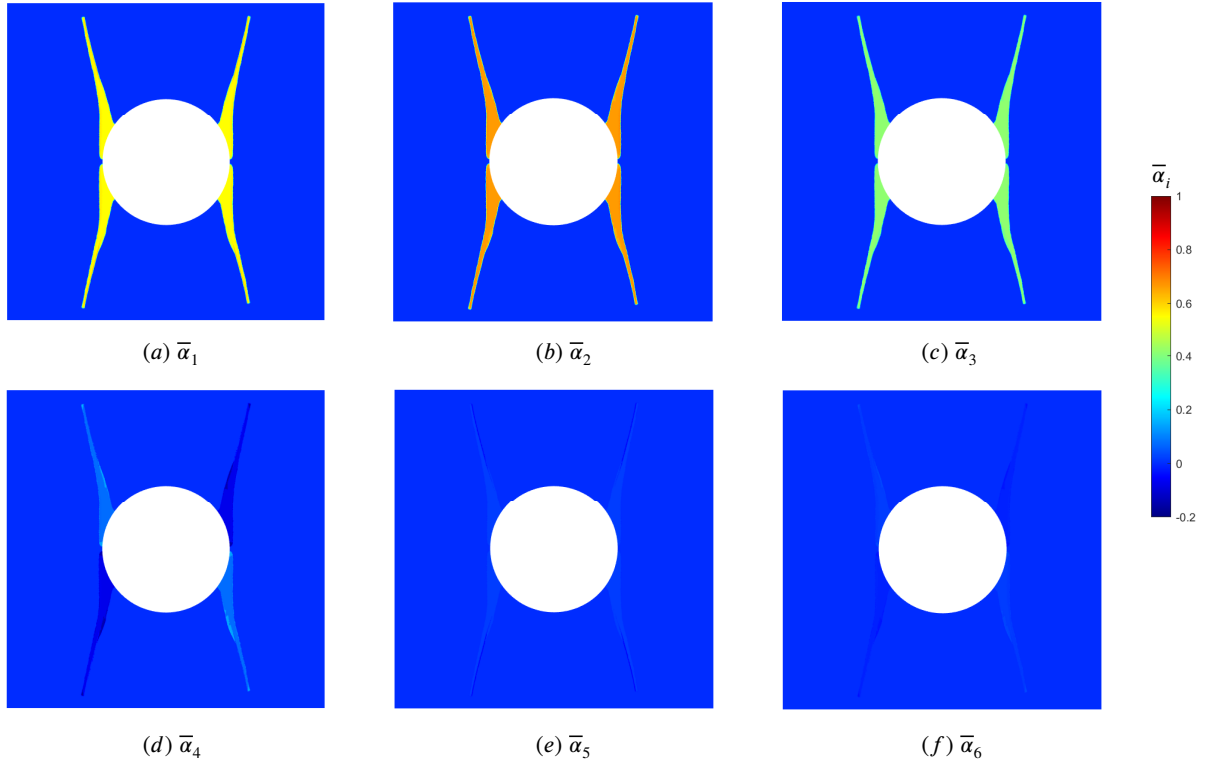 (a) ᾱ₁
(b) ᾱ₂
(c) ᾱ₃
ᾱᵢ
1
0.8
0.6
0.4
0.2
0
-0.2
(d) ᾱ₄
(e) ᾱ₅
(f) ᾱ₆